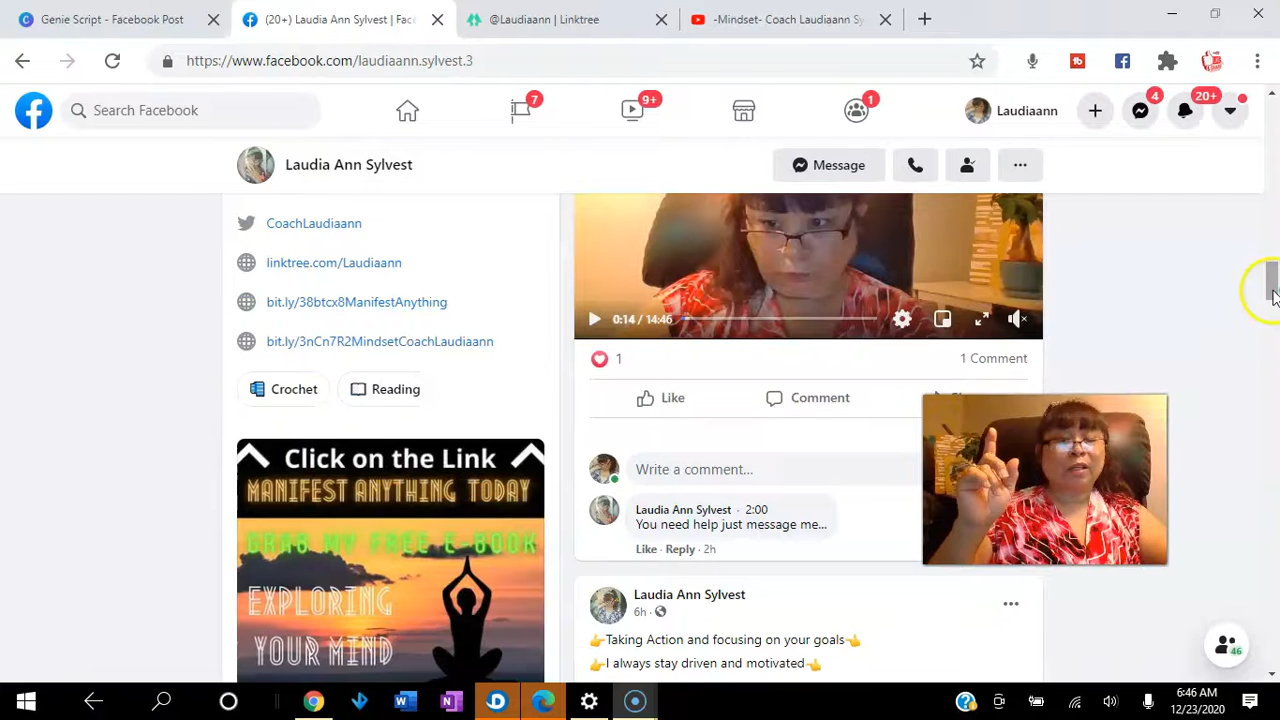 Genie Script - Facebook Post
(20+) Laudia Ann Sylvest | Fac
@Laudiaann | Linktree
-Mindset- Coach Laudiaann Sy
https://www.facebook.com/laudiaann.sylvest.3
Search Facebook
7
9+
1
Laudiaann
4
20+
Laudia Ann Sylvest
Message
CoachLaudiaann
linktree.com/Laudiaann
bit.ly/38btcx8ManifestAnything
bit.ly/3nCn7R2MindsetCoachLaudiaann
Crochet
Reading
Click on the Link
MANIFEST ANYTHING TODAY
GRAB MY FREE E-BOOK
EXPLORING
YOUR MIND
0:14 / 14:46
1
1 Comment
Like
Comment
Write a comment...
Laudia Ann Sylvest · 2:00
You need help just message me...
Like · Reply · 2h
Laudia Ann Sylvest
6h ·
👉Taking Action and focusing on your goals👈
👉I always stay driven and motivated👈
46
6:46 AM
12/23/2020